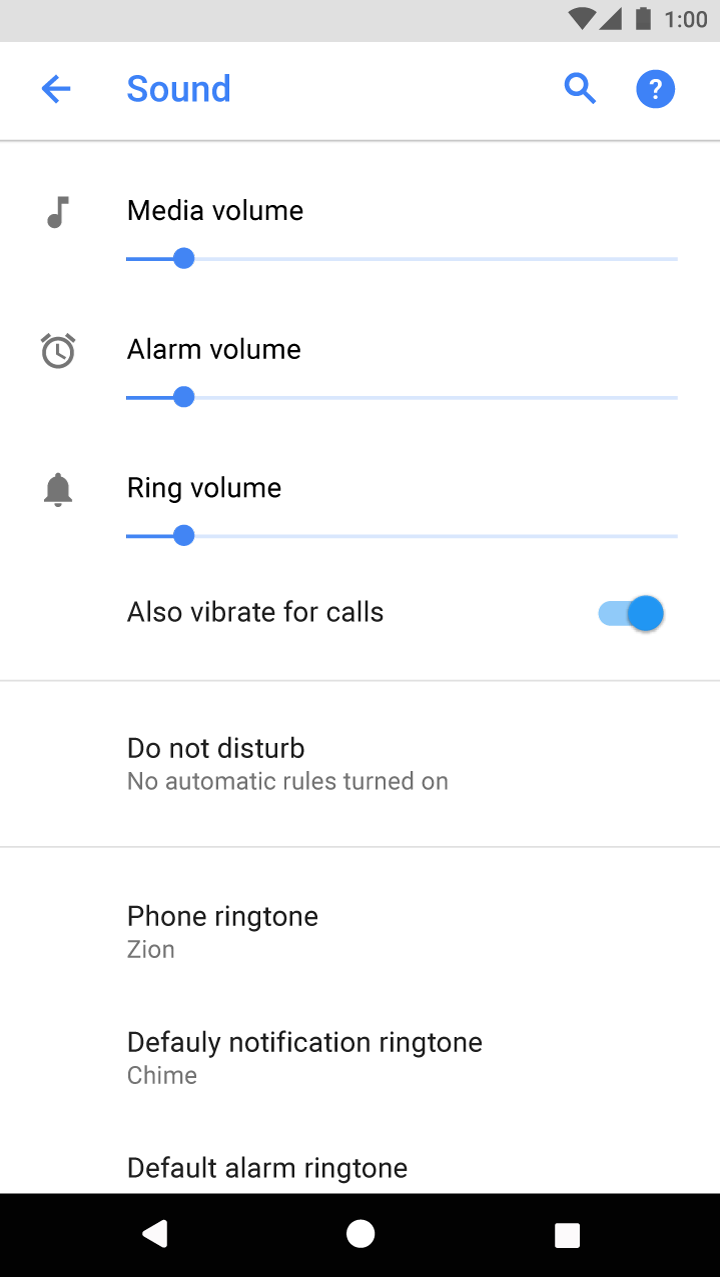 1:00
Sound
?
Media volume
Alarm volume
Ring volume
Also vibrate for calls
Do not disturb
No automatic rules turned on
Phone ringtone
Zion
Defauly notification ringtone
Chime
Default alarm ringtone